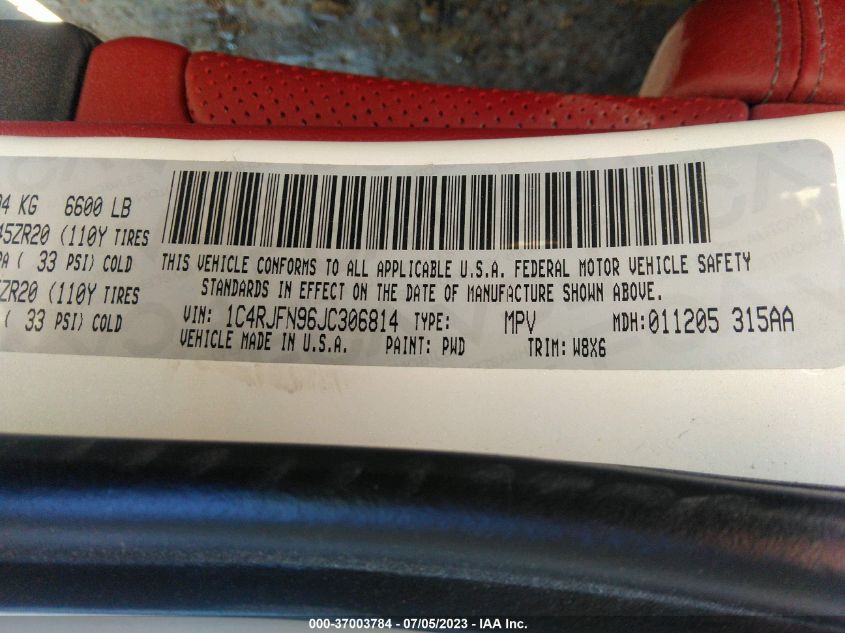 04 KG 6600 LB
45ZR20 (110Y TIRES
PA ( 33 PSI) COLD
ZR20 (110Y TIRES
( 33 PSI) COLD
THIS VEHICLE CONFORMS TO ALL APPLICABLE U.S.A. FEDERAL MOTOR VEHICLE SAFETY
STANDARDS IN EFFECT ON THE DATE OF MANUFACTURE SHOWN ABOVE.
VIN: 1C4RJFN96JC306814 TYPE: MPV MDH:011205 315AA
VEHICLE MADE IN U.S.A. PAINT: PWD TRIM: W8X6
000-37003784 - 07/05/2023 - IAA Inc.